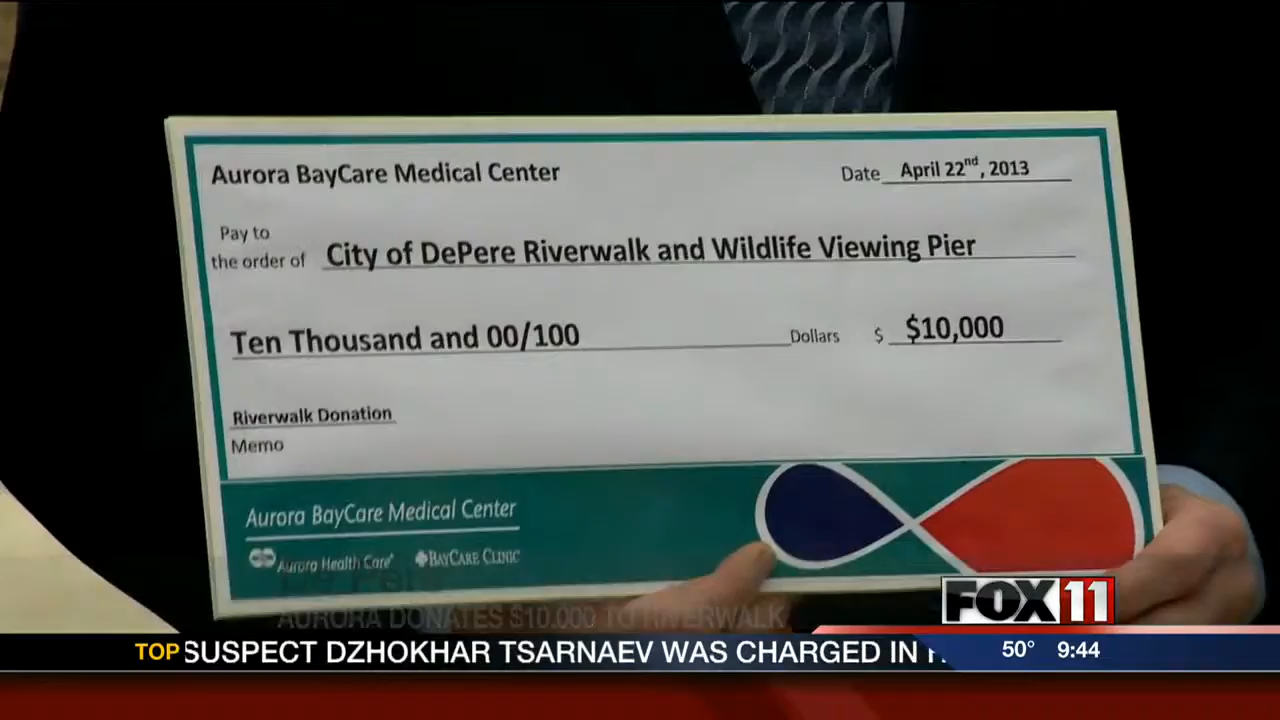 Aurora BayCare Medical Center
Date April 22nd, 2013
Pay to
the order of City of DePere Riverwalk and Wildlife Viewing Pier
Ten Thousand and 00/100 Dollars $ $10,000
Riverwalk Donation
Memo
Aurora BayCare Medical Center
Aurora Health Care BAYCARE CLINIC
AURORA DONATES $10,000 TO RIVERWALK
FOX 11
TOP SUSPECT DZHOKHAR TSARNAEV WAS CHARGED IN
50° 9:44